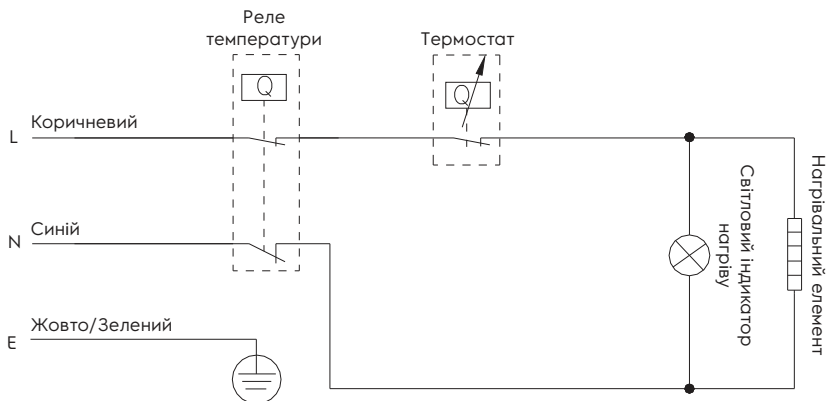 Реле
температури
Термостат
Q
Q
L
Коричневий
N
Синій
E
Жовто/Зелений
Світловий індикатор
нагріву
Нагрівальний елемент